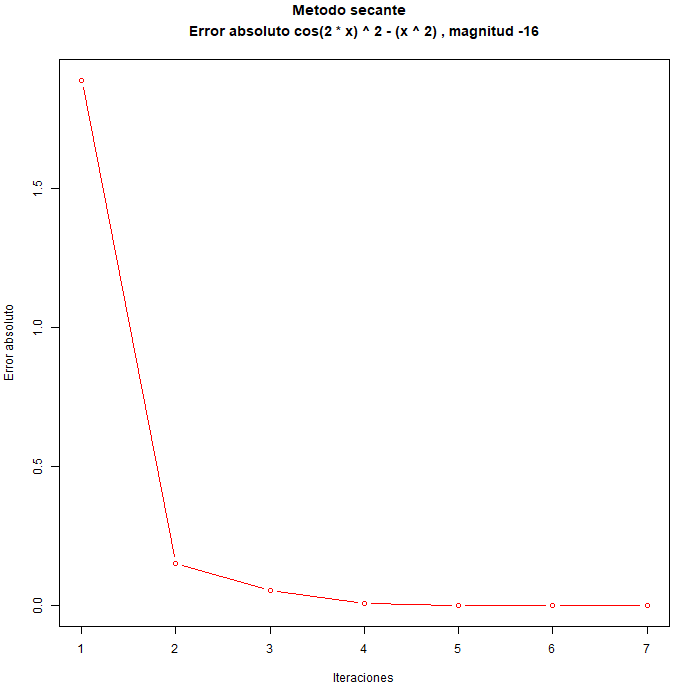 Metodo secante
Error absoluto cos(2 * x) ^ 2 - (x ^ 2) , magnitud -16
Error absoluto
1.5
1.0
0.5
0.0
1 2 3 4 5 6 7
Iteraciones